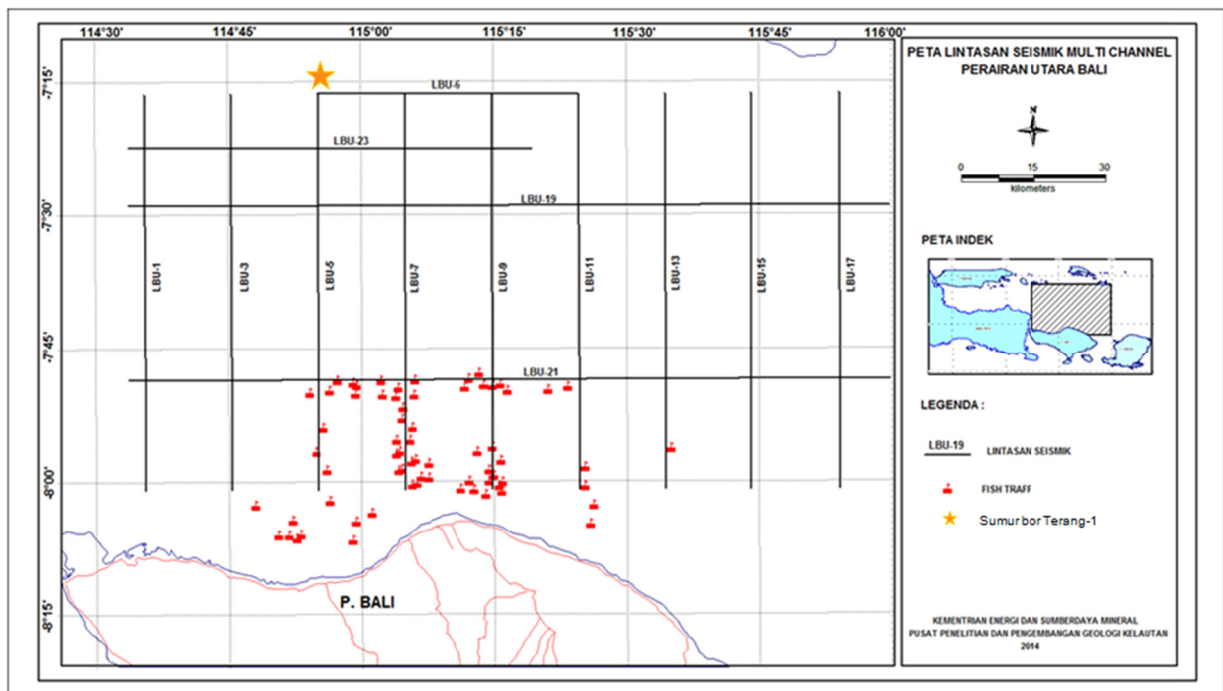 114°30'
114°45'
115°00'
115°15'
115°30'
115°45'
116°00'
-7°15'
-7°30'
-7°45'
-8°00'
-8°15'
LBU-6
LBU-23
LBU-19
LBU-1
LBU-3
LBU-5
LBU-7
LBU-9
LBU-11
LBU-13
LBU-15
LBU-17
LBU-21
P. BALI
PETA LINTASAN SEISMIK MULTI CHANNEL
PERAIRAN UTARA BALI
N
0 15 30
kilometers
PETA INDEK
LEGENDA :
LBU-19 LINTASAN SEISMIK
FISH TRAFF
Sumur bor Terang-1
KEMENTRIAN ENERGI DAN SUMBERDAYA MINERAL
PUSAT PENELITIAN DAN PENGEMBANGAN GEOLOGI KELAUTAN
2014